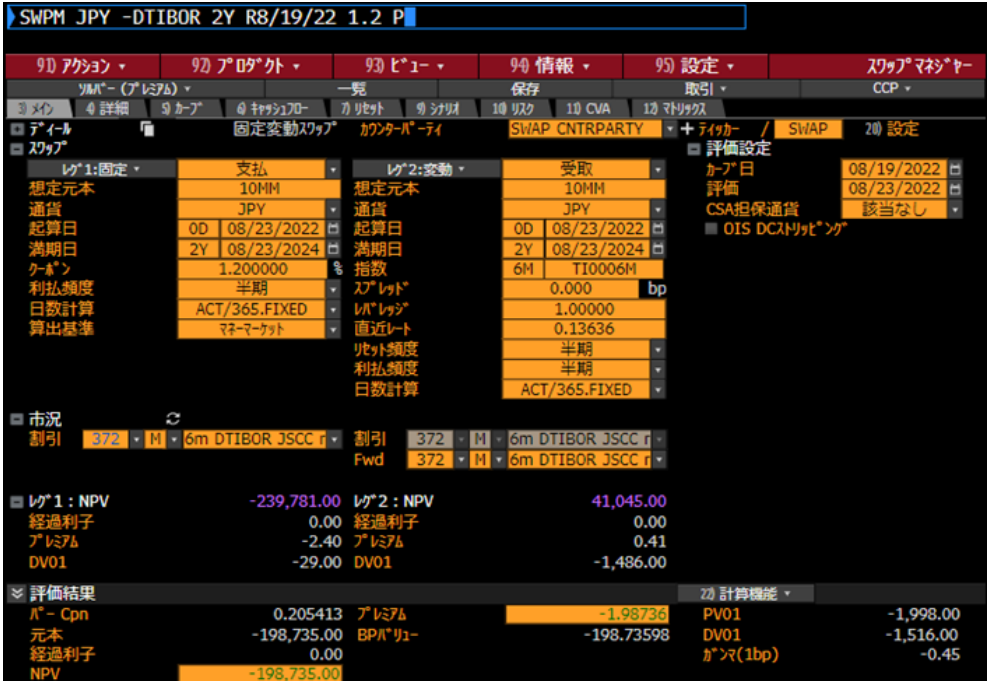 SWPM JPY -DTIBOR 2Y R8/19/22 1.2 P
91) ｱｸｼｮﾝ 92) ﾌﾟﾛﾀﾞｸﾄ 93) ﾋﾞｭｰ 94) 情報 95) 設定 ｽﾜｯﾌﾟﾏﾈｼﾞｬｰ
ｿﾙﾊﾞｰ (ﾌﾟﾚﾐｱﾑ) 一覧 保存 取引 CCP
3) ﾒｲﾝ 4) 詳細 5) ｶｰﾌﾞ 6) ｷｬｯｼｭﾌﾛｰ 7) ﾘｾｯﾄ 9) ｼﾅﾘｵ 10) ﾘｽｸ 11) CVA 12) ﾏﾄﾘｯｸｽ
ﾃﾞｨｰﾙ 固定変動ｽﾜｯﾌﾟ ｶｳﾝﾀｰﾊﾟｰﾃｨ SWAP CNTRPARTY + ﾃｨｯｶｰ / SWAP 20) 設定
ｽﾜｯﾌﾟ 評価設定
ﾚｸﾞ1:固定 支払 ﾚｸﾞ2:変動 受取 ｶｰﾌﾞ日 08/19/2022
想定元本 10MM 想定元本 10MM 評価 08/23/2022
通貨 JPY 通貨 JPY CSA担保通貨 該当なし
起算日 0D 08/23/2022 起算日 0D 08/23/2022 OIS DCｽﾄﾘｯﾋﾟﾝｸﾞ
満期日 2Y 08/23/2024 満期日 2Y 08/23/2024
ｸｰﾎﾟﾝ 1.200000 % 指数 6M TI0006M
利払頻度 半期 ｽﾌﾟﾚｯﾄﾞ 0.000 bp
日数計算 ACT/365.FIXED ﾚﾊﾞﾚｯｼﾞ 1.00000
算出基準 ﾏﾈｰﾏｰｹｯﾄ 直近ﾚｰﾄ 0.13636
ﾘｾｯﾄ頻度 半期
利払頻度 半期
日数計算 ACT/365.FIXED
市況
割引 372 M 6m DTIBOR JSCC r 割引 372 M 6m DTIBOR JSCC r
Fwd 372 M 6m DTIBOR JSCC r
ﾚｸﾞ1 : NPV -239,781.00 ﾚｸﾞ2 : NPV 41,045.00
経過利子 0.00 経過利子 0.00
ﾌﾟﾚﾐｱﾑ -2.40 ﾌﾟﾚﾐｱﾑ 0.41
DV01 -29.00 DV01 -1,486.00
評価結果 22) 計算機能
ﾊﾟｰ Cpn 0.205413 ﾌﾟﾚﾐｱﾑ -1.98736 PV01 -1,998.00
元本 -198,735.00 BPﾊﾞﾘｭｰ -198.73598 DV01 -1,516.00
経過利子 0.00 ｶﾞﾝﾏ(1bp) -0.45
NPV -198,735.00